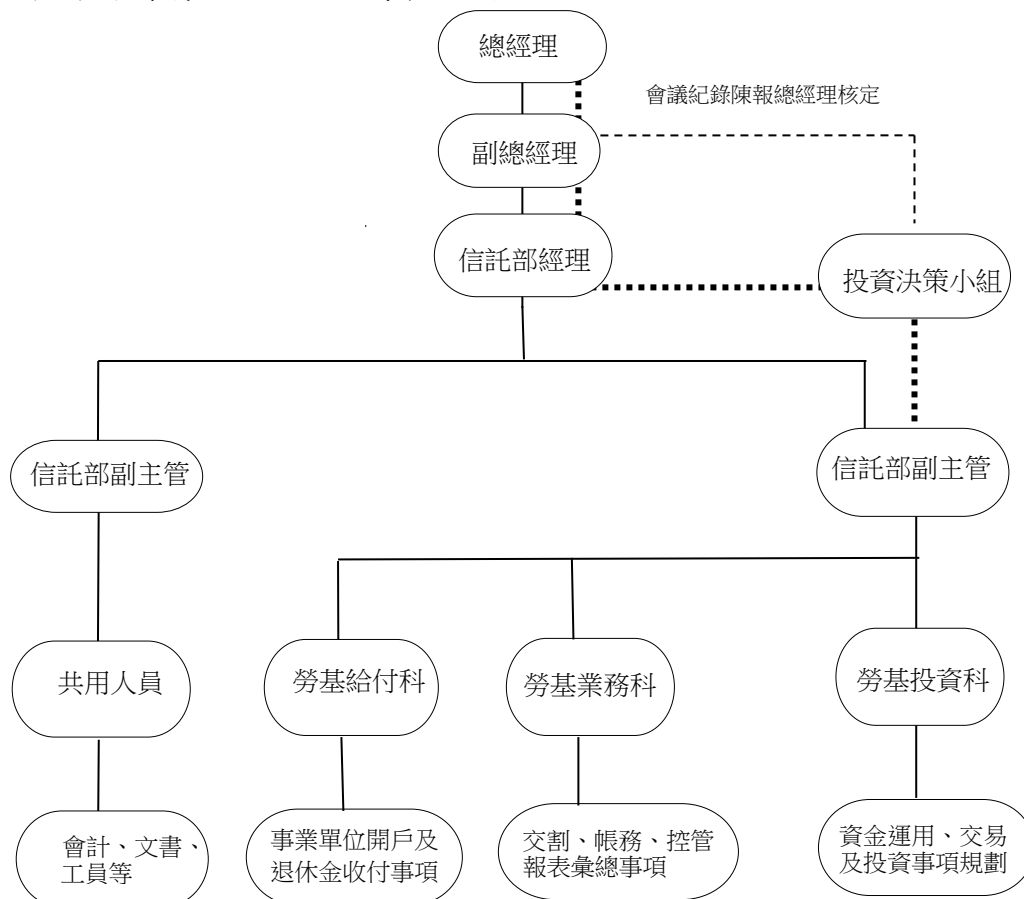 總經理
會議紀錄陳報總經理核定
副總經理
信託部經理
投資決策小組
信託部副主管
信託部副主管
共用人員
勞基給付科
勞基業務科
勞基投資科
會計、文書、
工員等
事業單位開戶及
退休金收付事項
交割、帳務、控管
報表彙總事項
資金運用、交易
及投資事項規劃